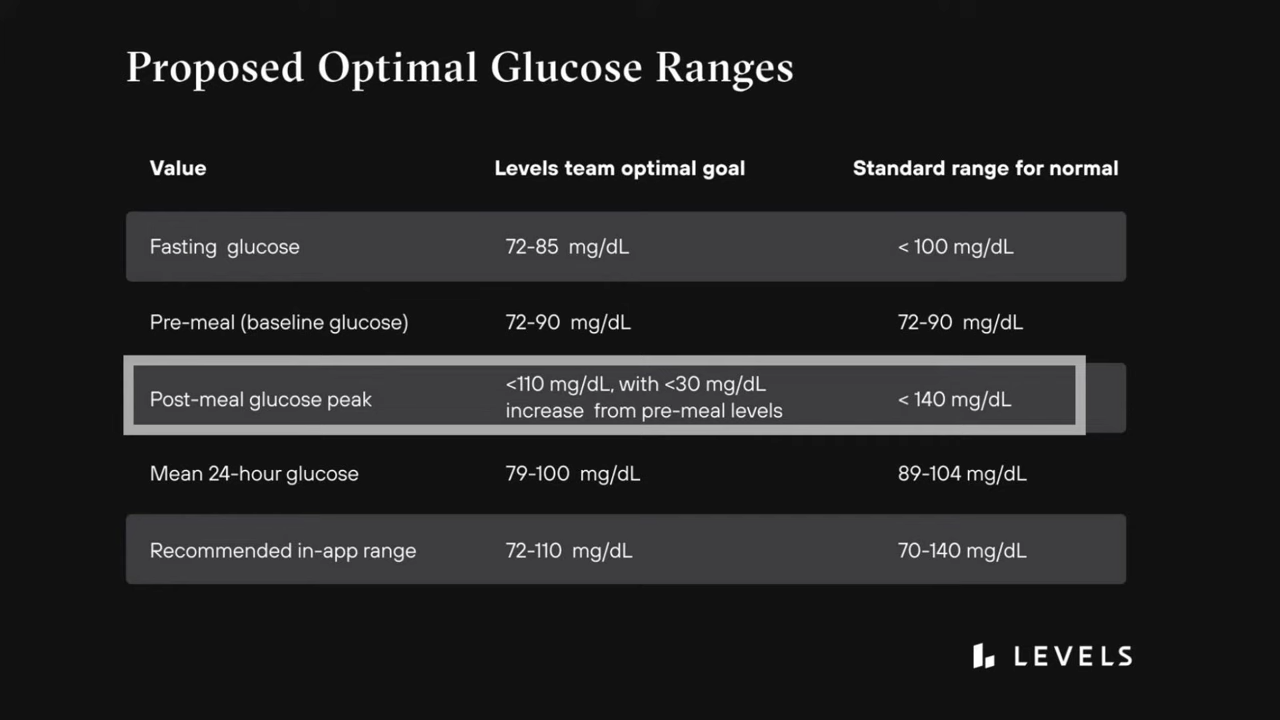 Proposed Optimal Glucose Ranges
Value Levels team optimal goal Standard range for normal
Fasting glucose 72-85 mg/dL < 100 mg/dL
Pre-meal (baseline glucose) 72-90 mg/dL 72-90 mg/dL
Post-meal glucose peak <110 mg/dL, with <30 mg/dL
increase from pre-meal levels < 140 mg/dL
Mean 24-hour glucose 79-100 mg/dL 89-104 mg/dL
Recommended in-app range 72-110 mg/dL 70-140 mg/dL
LEVELS